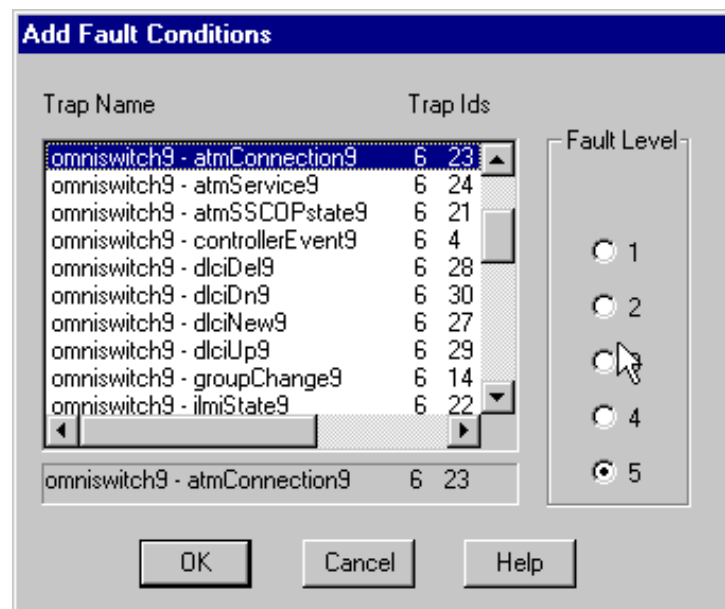 Add Fault Conditions
Trap Name Trap Ids
omniswitch9 - atmConnection9 6 23
omniswitch9 - atmService9 6 24
omniswitch9 - atmSSCOPstate9 6 21
omniswitch9 - controllerEvent9 6 4
omniswitch9 - dlciDel9 6 28
omniswitch9 - dlciDn9 6 30
omniswitch9 - dlciNew9 6 27
omniswitch9 - dlciUp9 6 29
omniswitch9 - groupChange9 6 14
omniswitch9 - ilmiState9 6 22
omniswitch9 - atmConnection9 6 23
Fault Level
1
2
4
5
OK Cancel Help